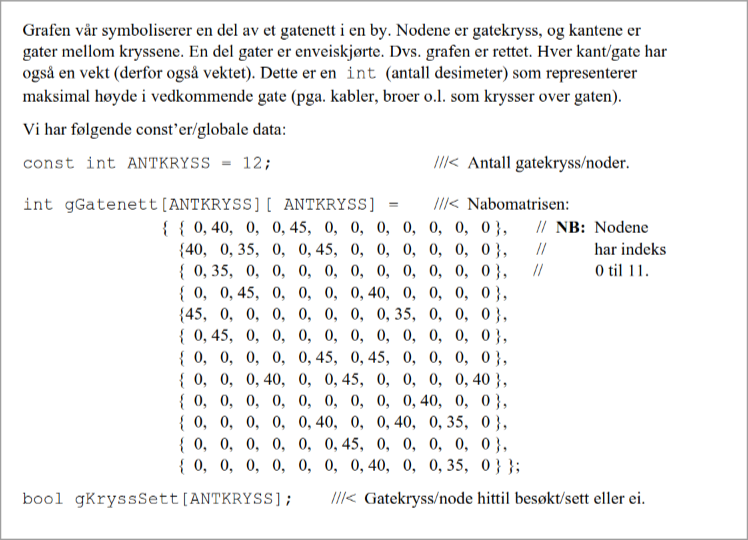 Grafen vår symboliserer en del av et gatenett i en by. Nodene er gatekryss, og kantene er
gater mellom kryssene. En del gater er enveiskjørte. Dvs. grafen er rettet. Hver kant/gate har
også en vekt (derfor også vektet). Dette er en int (antall desimeter) som representerer
maksimal høyde i vedkommende gate (pga. kabler, broer o.l. som krysser over gaten).
Vi har følgende const'er/globale data:
const int ANTKRYSS = 12; ///< Antall gatekryss/noder.
int gGatenett[ANTKRYSS][ ANTKRYSS] = ///< Nabomatrisen:
{ { 0, 40, 0, 0, 45, 0, 0, 0, 0, 0, 0, 0 }, // NB: Nodene
{40, 0, 35, 0, 0, 45, 0, 0, 0, 0, 0, 0 }, // har indeks
{ 0, 35, 0, 0, 0, 0, 0, 0, 0, 0, 0, 0 }, // 0 til 11.
{ 0, 0, 45, 0, 0, 0, 0, 40, 0, 0, 0, 0 },
{45, 0, 0, 0, 0, 0, 0, 0, 35, 0, 0, 0 },
{ 0, 45, 0, 0, 0, 0, 0, 0, 0, 0, 0, 0 },
{ 0, 0, 0, 0, 0, 45, 0, 45, 0, 0, 0, 0 },
{ 0, 0, 0, 40, 0, 0, 45, 0, 0, 0, 0, 40 },
{ 0, 0, 0, 0, 0, 0, 0, 0, 0, 40, 0, 0 },
{ 0, 0, 0, 0, 0, 40, 0, 0, 40, 0, 35, 0 },
{ 0, 0, 0, 0, 0, 0, 45, 0, 0, 0, 0, 0 },
{ 0, 0, 0, 0, 0, 0, 0, 40, 0, 0, 35, 0 } };
bool gKryssSett[ANTKRYSS]; ///< Gatekryss/node hittil besøkt/sett eller ei.